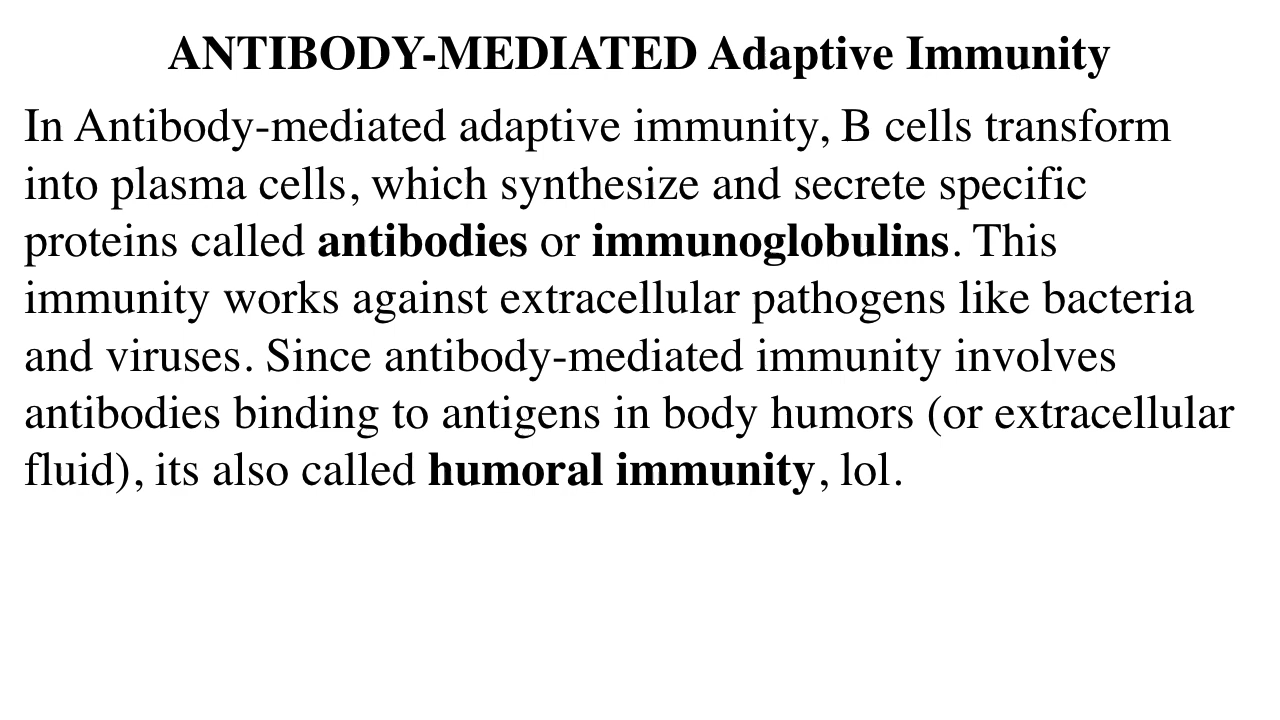 ANTIBODY-MEDIATED Adaptive Immunity
In Antibody-mediated adaptive immunity, B cells transform
into plasma cells, which synthesize and secrete specific
proteins called antibodies or immunoglobulins. This
immunity works against extracellular pathogens like bacteria
and viruses. Since antibody-mediated immunity involves
antibodies binding to antigens in body humors (or extracellular
fluid), its also called humoral immunity, lol.